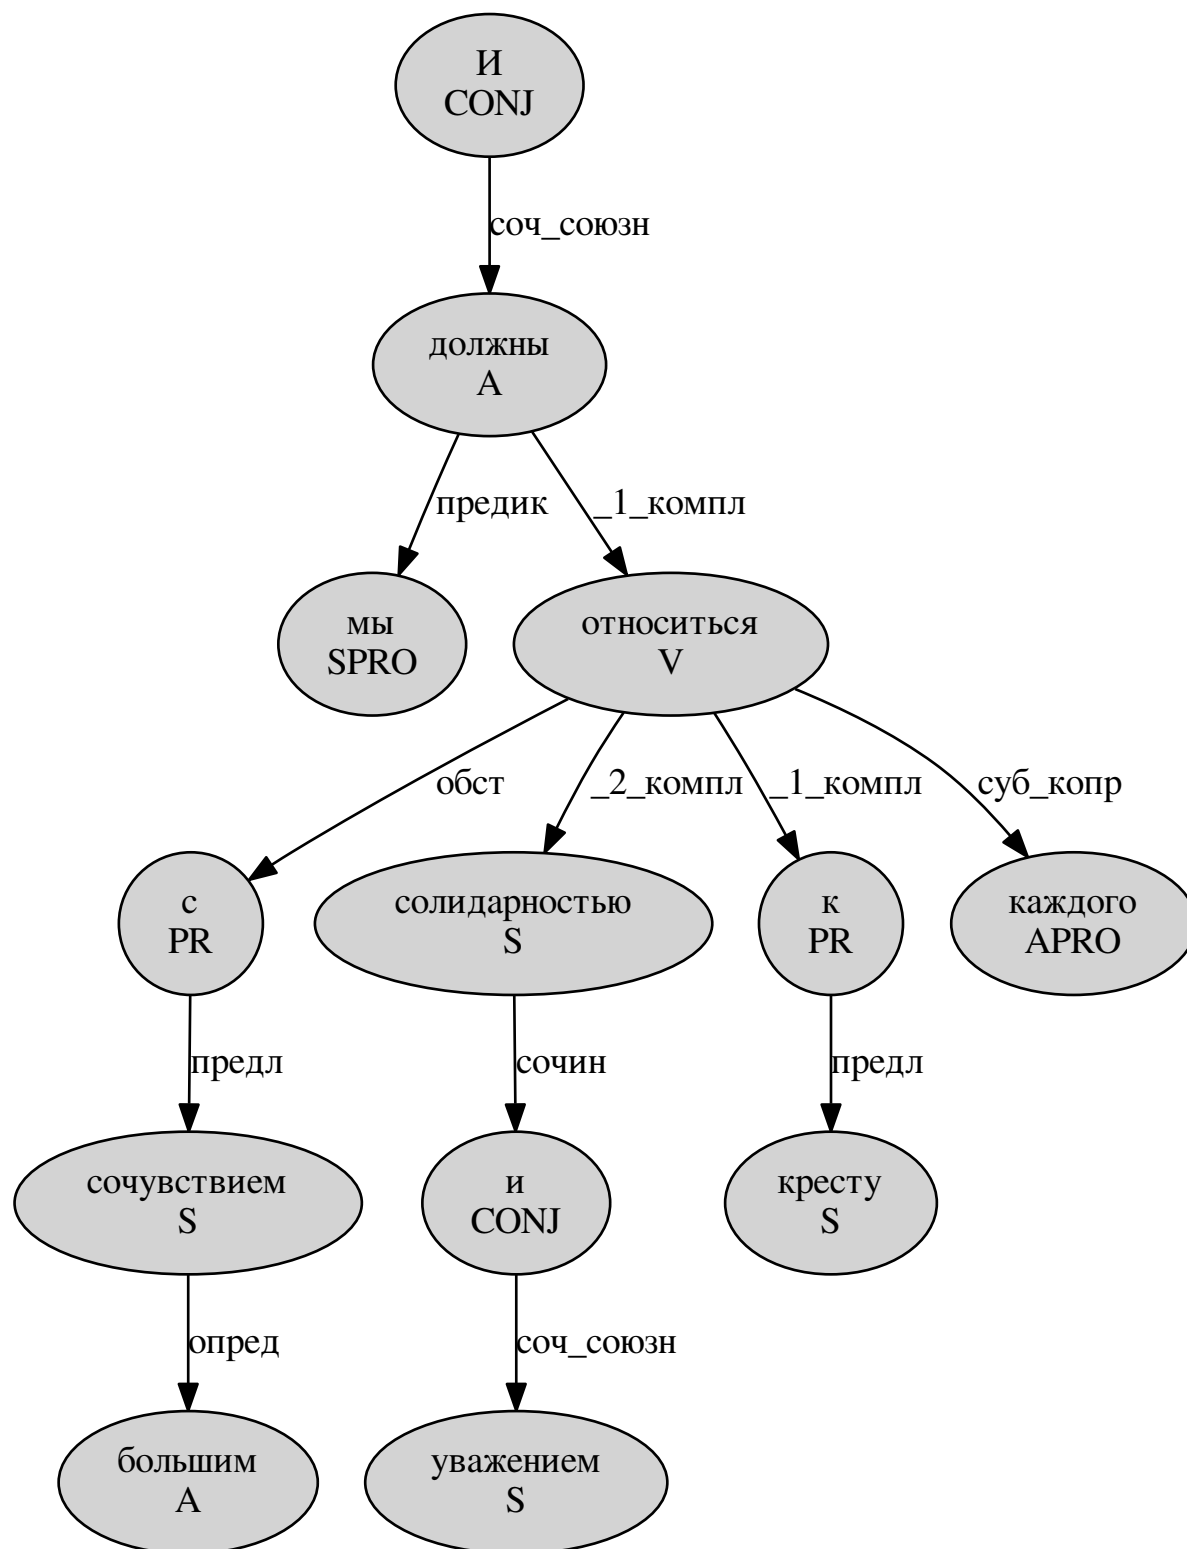 И
CONJ
соч_союзн
должны
A
предик
_1_компл
мы
SPRO
относиться
V
обст
_2_компл
_1_компл
суб_копр
с
PR
солидарностью
S
к
PR
каждого
APRO
предл
сочин
предл
сочувствием
S
и
CONJ
кресту
S
опред
соч_союзн
большим
A
уважением
S